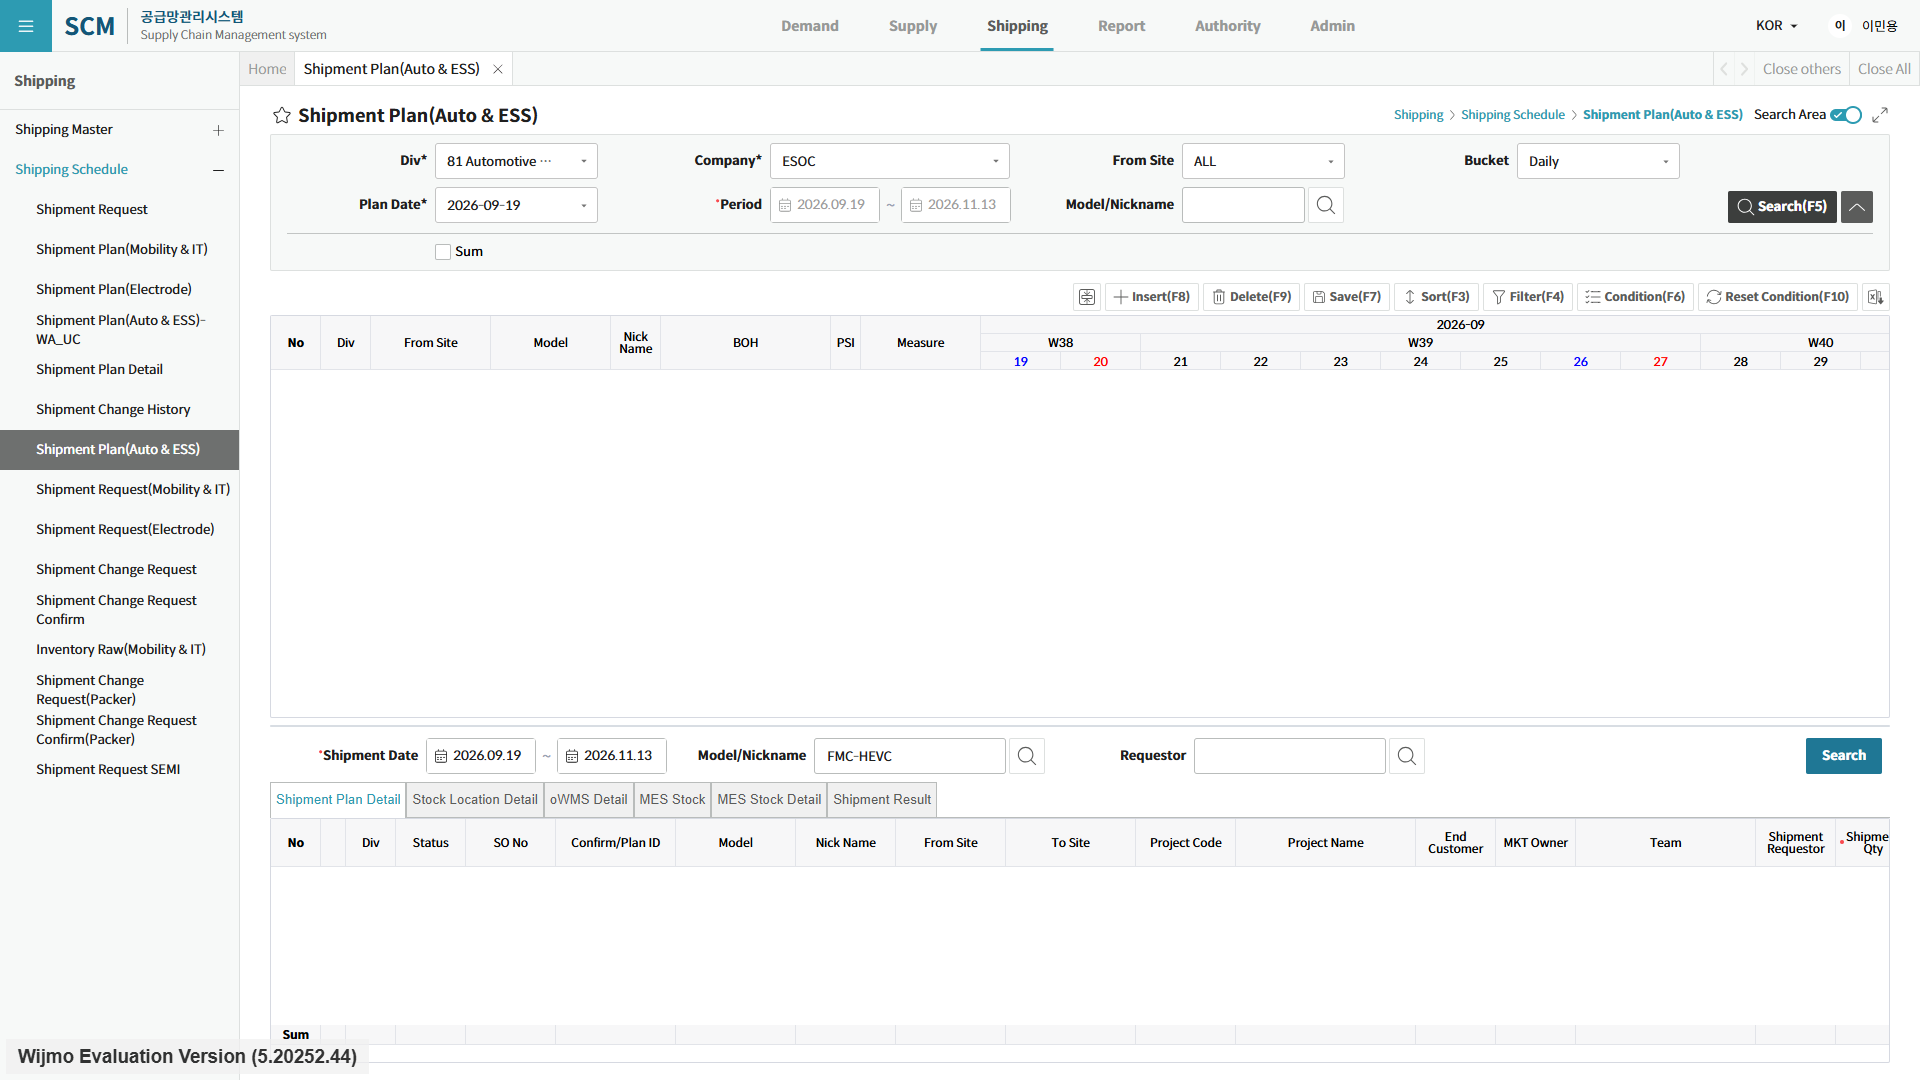 SCM
공급망관리시스템
Supply Chain Management system
Demand
Supply
Shipping
Report
Authority
Admin
KOR
이
이민용
Shipping
Home
Shipment Plan(Auto & ESS)
Close others
Close All
Shipping Master
Shipping Schedule
Shipment Request
Shipment Plan(Mobility & IT)
Shipment Plan(Electrode)
Shipment Plan(Auto & ESS)-
WA_UC
Shipment Plan Detail
Shipment Change History
Shipment Plan(Auto & ESS)
Shipment Request(Mobility & IT)
Shipment Request(Electrode)
Shipment Change Request
Shipment Change Request
Confirm
Inventory Raw(Mobility & IT)
Shipment Change
Request(Packer)
Shipment Change Request
Confirm(Packer)
Shipment Request SEMI
Shipment Plan(Auto & ESS)
Shipping > Shipping Schedule > Shipment Plan(Auto & ESS)
Search Area
Div* 81 Automotive ···
Company* ESOC
From Site ALL
Bucket Daily
Plan Date* 2026-09-19
*Period 2026.09.19 ~ 2026.11.13
Model/Nickname
Search(F5)
Sum
Insert(F8)
Delete(F9)
Save(F7)
Sort(F3)
Filter(F4)
Condition(F6)
Reset Condition(F10)
No
Div
From Site
Model
Nick
Name
BOH
PSI
Measure
2026-09
W38 W39 W40
19 20 21 22 23 24 25 26 27 28 29
*Shipment Date 2026.09.19 ~ 2026.11.13
Model/Nickname FMC-HEVC
Requestor
Search
Shipment Plan Detail
Stock Location Detail
oWMS Detail
MES Stock
MES Stock Detail
Shipment Result
No
Div
Status
SO No
Confirm/Plan ID
Model
Nick Name
From Site
To Site
Project Code
Project Name
End
Customer
MKT Owner
Team
Shipment
Requestor
Shipme
Qty
Sum
Wijmo Evaluation Version (5.20252.44)